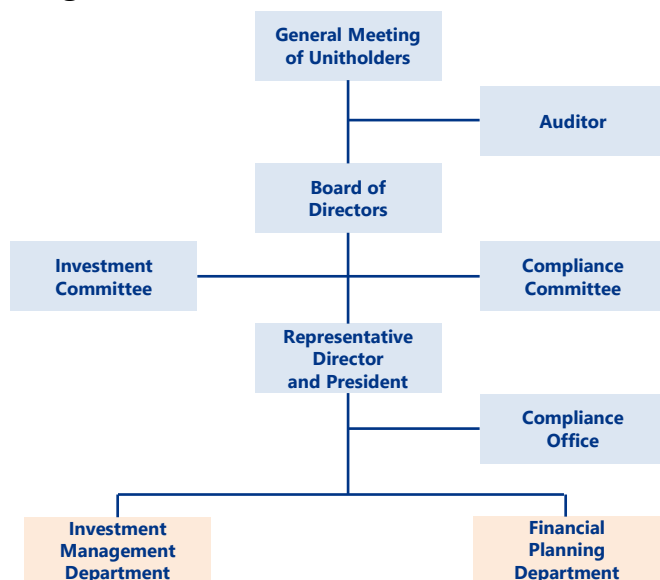 General Meeting
of Unitholders
Auditor
Board of
Directors
Investment
Committee
Compliance
Committee
Representative
Director
and President
Compliance
Office
Investment
Management
Department
Financial
Planning
Department